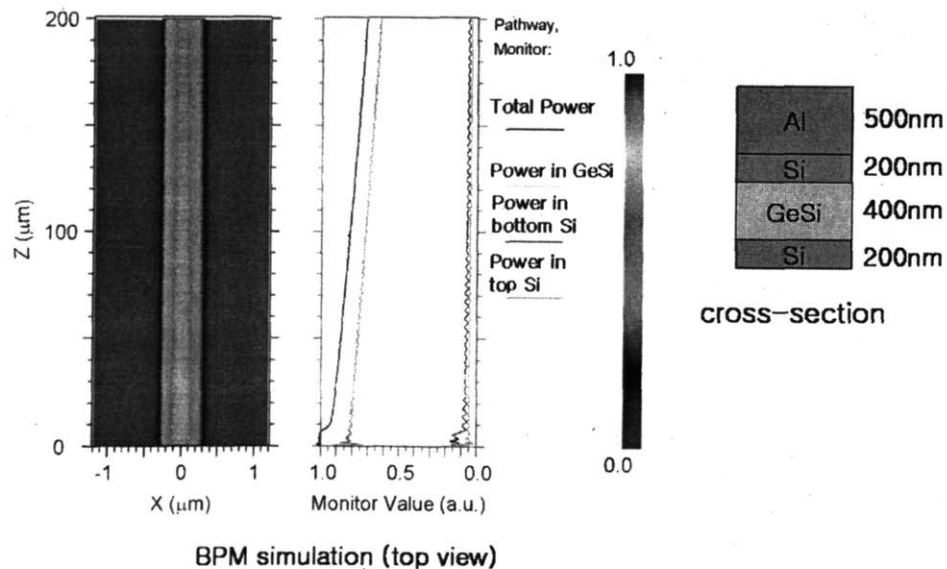 200
100
0
Z (μm)
-1
0
1
X (μm)
1.0
0.5
0.0
Monitor Value (a.u.)
Pathway,
Monitor:
Total Power
Power in GeSi
Power in
bottom Si
Power in
top Si
1.0
0.0
Al
500nm
Si
200nm
GeSi
400nm
Si
200nm
cross-section
BPM simulation (top view)